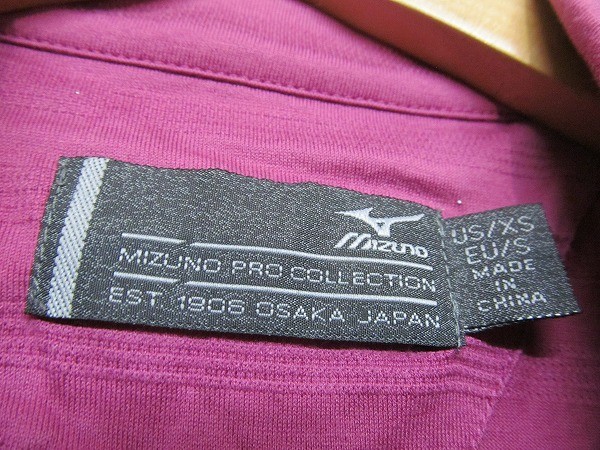 MIZUNO
MIZUNO PRO COLLECTION
EST. 1906 OSAKA JAPAN
US/XS
EU/S
MADE
IN
CHINA